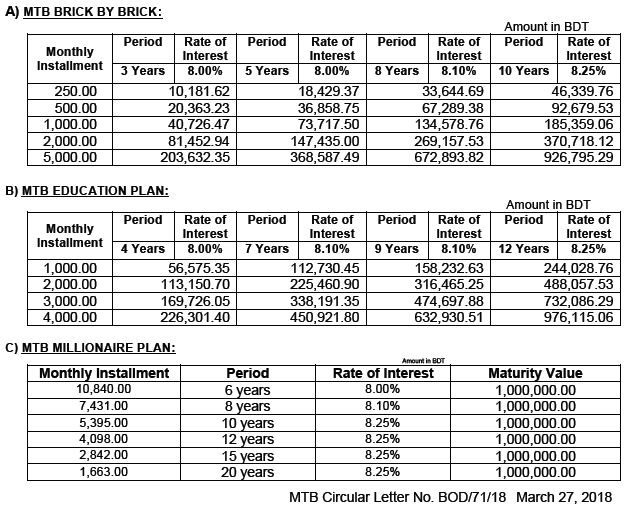 A) MTB BRICK BY BRICK:
Amount in BDT
Monthly Installment Period Rate of Interest Period Rate of Interest Period Rate of Interest Period Rate of Interest
3 Years 8.00% 5 Years 8.00% 8 Years 8.10% 10 Years 8.25%
250.00 10,181.62 18,429.37 33,644.69 46,339.76
500.00 20,363.23 36,858.75 67,289.38 92,679.53
1,000.00 40,726.47 73,717.50 134,578.76 185,359.06
2,000.00 81,452.94 147,435.00 269,157.53 370,718.12
5,000.00 203,632.35 368,587.49 672,893.82 926,795.29
B) MTB EDUCATION PLAN:
Amount in BDT
Monthly Installment Period Rate of Interest Period Rate of Interest Period Rate of Interest Period Rate of Interest
4 Years 8.00% 7 Years 8.10% 9 Years 8.10% 12 Years 8.25%
1,000.00 56,575.35 112,730.45 158,232.63 244,028.76
2,000.00 113,150.70 225,460.90 316,465.25 488,057.53
3,000.00 169,726.05 338,191.35 474,697.88 732,086.29
4,000.00 226,301.40 450,921.80 632,930.51 976,115.06
C) MTB MILLIONAIRE PLAN:
Amount in BDT
Monthly Installment Period Rate of Interest Maturity Value
10,840.00 6 years 8.00% 1,000,000.00
7,431.00 8 years 8.10% 1,000,000.00
5,395.00 10 years 8.25% 1,000,000.00
4,098.00 12 years 8.25% 1,000,000.00
2,842.00 15 years 8.25% 1,000,000.00
1,663.00 20 years 8.25% 1,000,000.00
MTB Circular Letter No. BOD/71/18 March 27, 2018